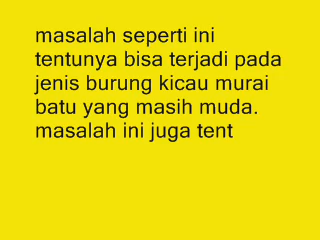 masalah seperti ini
tentunya bisa terjadi pada
jenis burung kicau murai
batu yang masih muda.
masalah ini juga tent